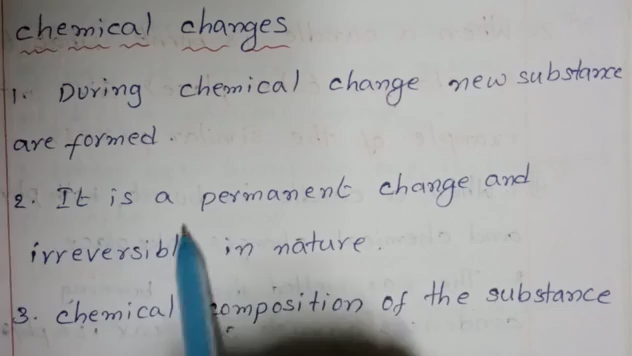 chemical changes
1. During chemical change new substance
are formed.
2. It is a permanent change and
irreversibl in nature.
3. chemical composition of the substance